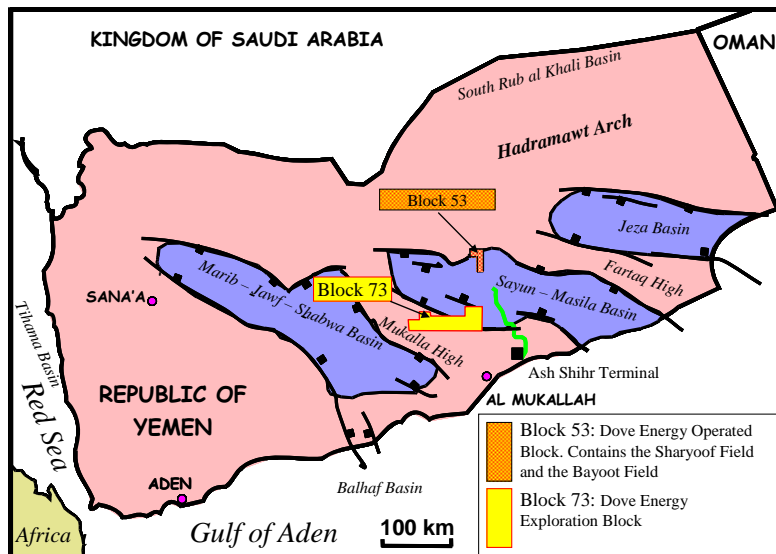 KINGDOM OF SAUDI ARABIA
OMAN
South Rub al Khali Basin
Hadramawt Arch
Block 53
Jeza Basin
Marib – Jawf – Shabwa Basin
Block 73
Sayun – Masila Basin
Fartaq High
SANA'A
Mukalla High
Tihama Basin
Red Sea
Ash Shihr Terminal
REPUBLIC OF
YEMEN
AL MUKALLAH
Block 53: Dove Energy Operated
Block. Contains the Sharyoof Field
and the Bayoot Field
ADEN
Balhaf Basin
Block 73: Dove Energy
Exploration Block
Africa
Gulf of Aden
100 km